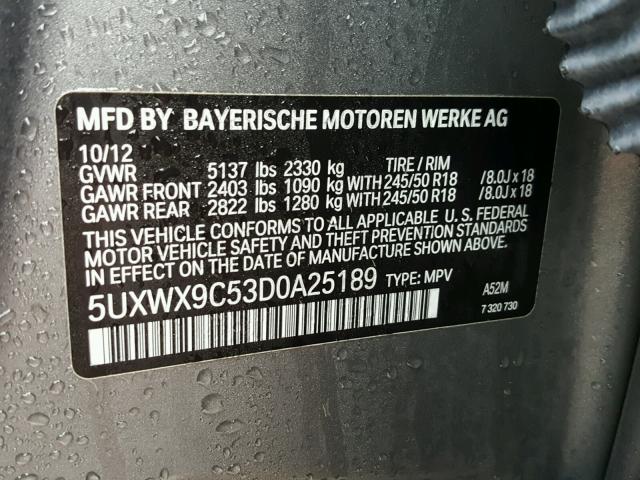 MFD BY BAYERISCHE MOTOREN WERKE AG
10/12
GVWR 5137 lbs 2330 kg TIRE / RIM
GAWR FRONT 2403 lbs 1090 kg WITH 245/50 R18 /8.0J x 18
GAWR REAR 2822 lbs 1280 kg WITH 245/50 R18 /8.0J x 18
THIS VEHICLE CONFORMS TO ALL APPLICABLE U. S. FEDERAL
MOTOR VEHICLE SAFETY AND THEFT PREVENTION STANDARDS
IN EFFECT ON THE DATE OF MANUFACTURE SHOWN ABOVE.
5UXWX9C53D0A25189 TYPE: MPV A52M
7 320 730